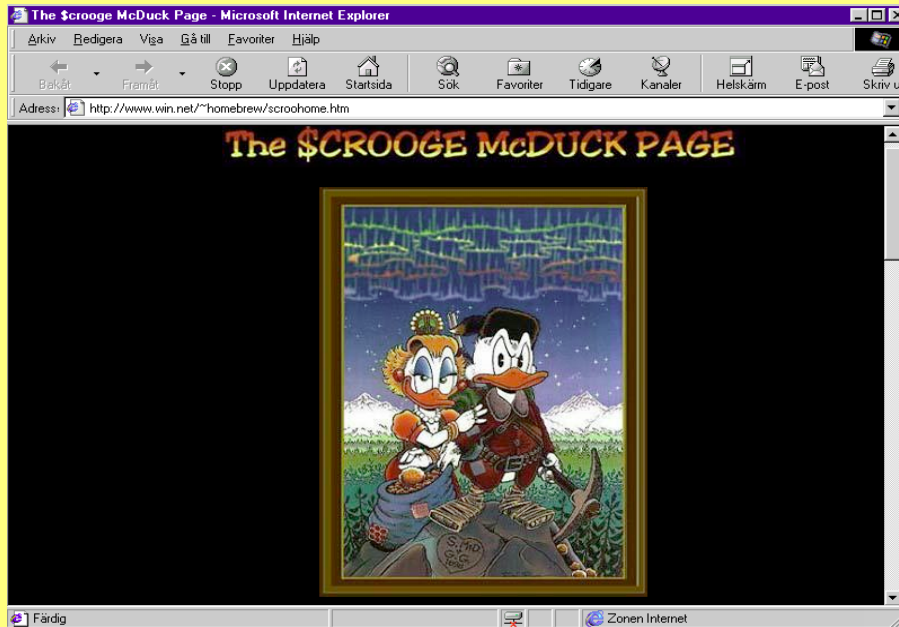 The $crooge McDuck Page - Microsoft Internet Explorer
Arkiv Redigera Visa Gå till Favoriter Hjälp
Bakåt Framåt Stopp Uppdatera Startsida Sök Favoriter Tidigare Kanaler Helskärm E-post Skriv u
Adress: http://www.win.net/~homebrew/scroohome.htm
The $CROOGE McDUCK PAGE
S. McD.
G.G.
Färdig Zonen Internet